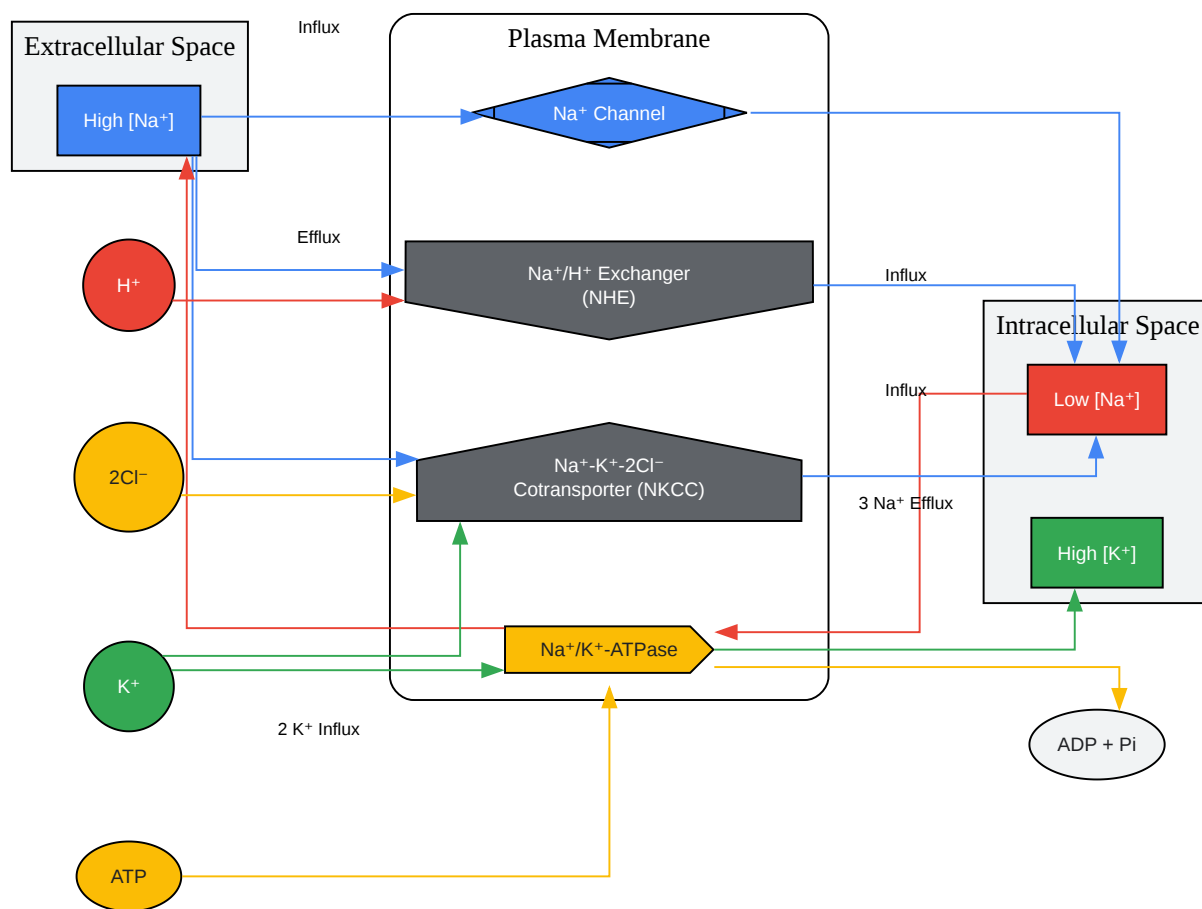 Influx
Extracellular Space
Plasma Membrane
High [Na⁺]
Na⁺ Channel
Efflux
H⁺
Na⁺/H⁺ Exchanger
(NHE)
Influx
Intracellular Space
Influx
Low [Na⁺]
2Cl⁻
Na⁺-K⁺-2Cl⁻
Cotransporter (NKCC)
3 Na⁺ Efflux
High [K⁺]
Na⁺/K⁺-ATPase
K⁺
2 K⁺ Influx
ADP + Pi
ATP